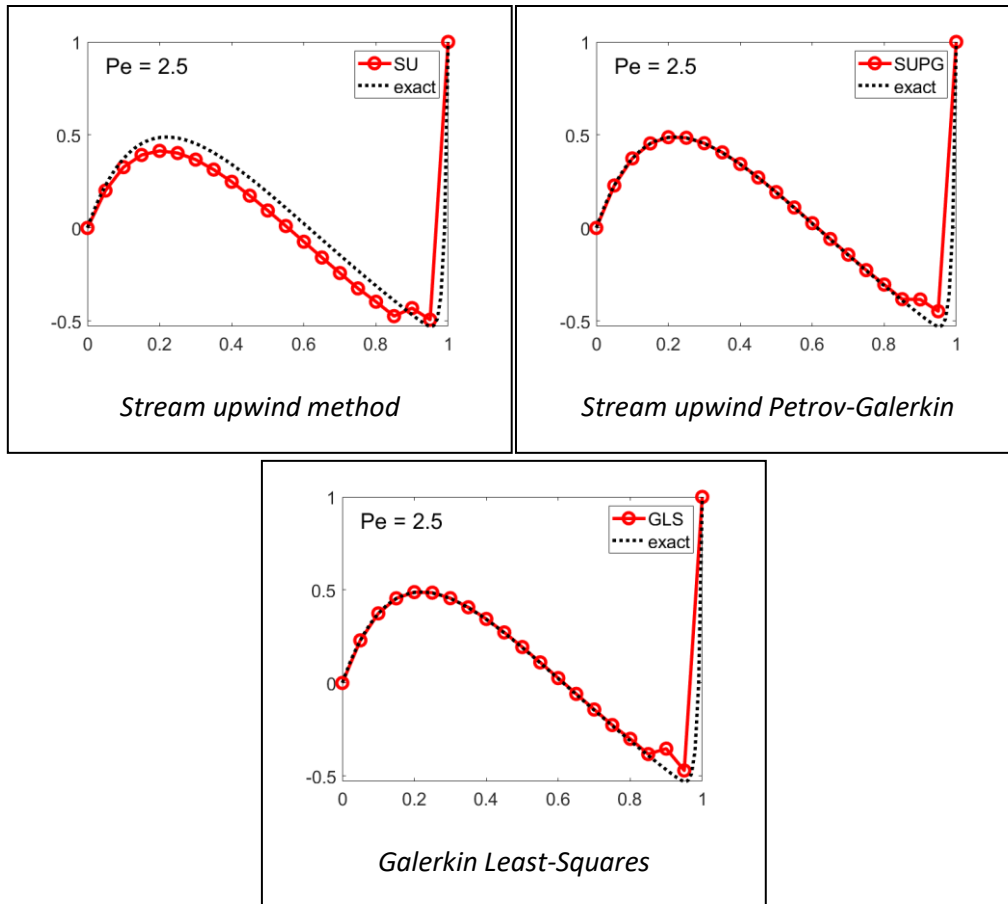 Pe = 2.5
SU
exact
1
0.5
0
-0.5
0 0.2 0.4 0.6 0.8 1
Stream upwind method
Pe = 2.5
SUPG
exact
1
0.5
0
-0.5
0 0.2 0.4 0.6 0.8 1
Stream upwind Petrov-Galerkin
Pe = 2.5
GLS
exact
1
0.5
0
-0.5
0 0.2 0.4 0.6 0.8 1
Galerkin Least-Squares